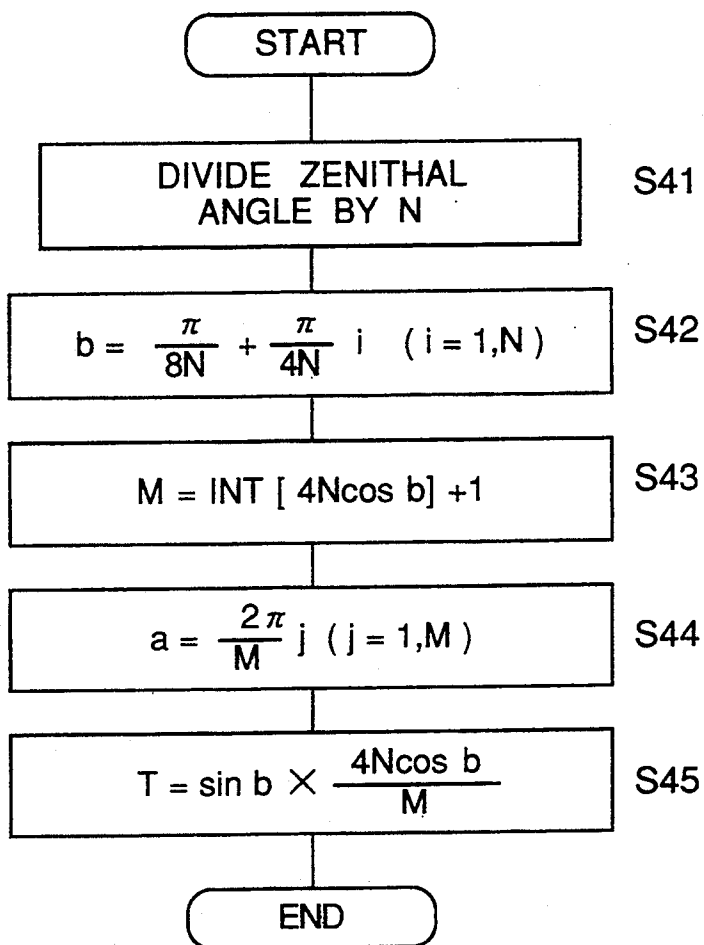 START
DIVIDE ZENITHAL
ANGLE BY N
S41
b = π/8N + π/4N i ( i = 1,N )
S42
M = INT [ 4Ncos b] +1
S43
a = 2π/M j ( j = 1,M )
S44
T = sin b × 4Ncos b/M
S45
END